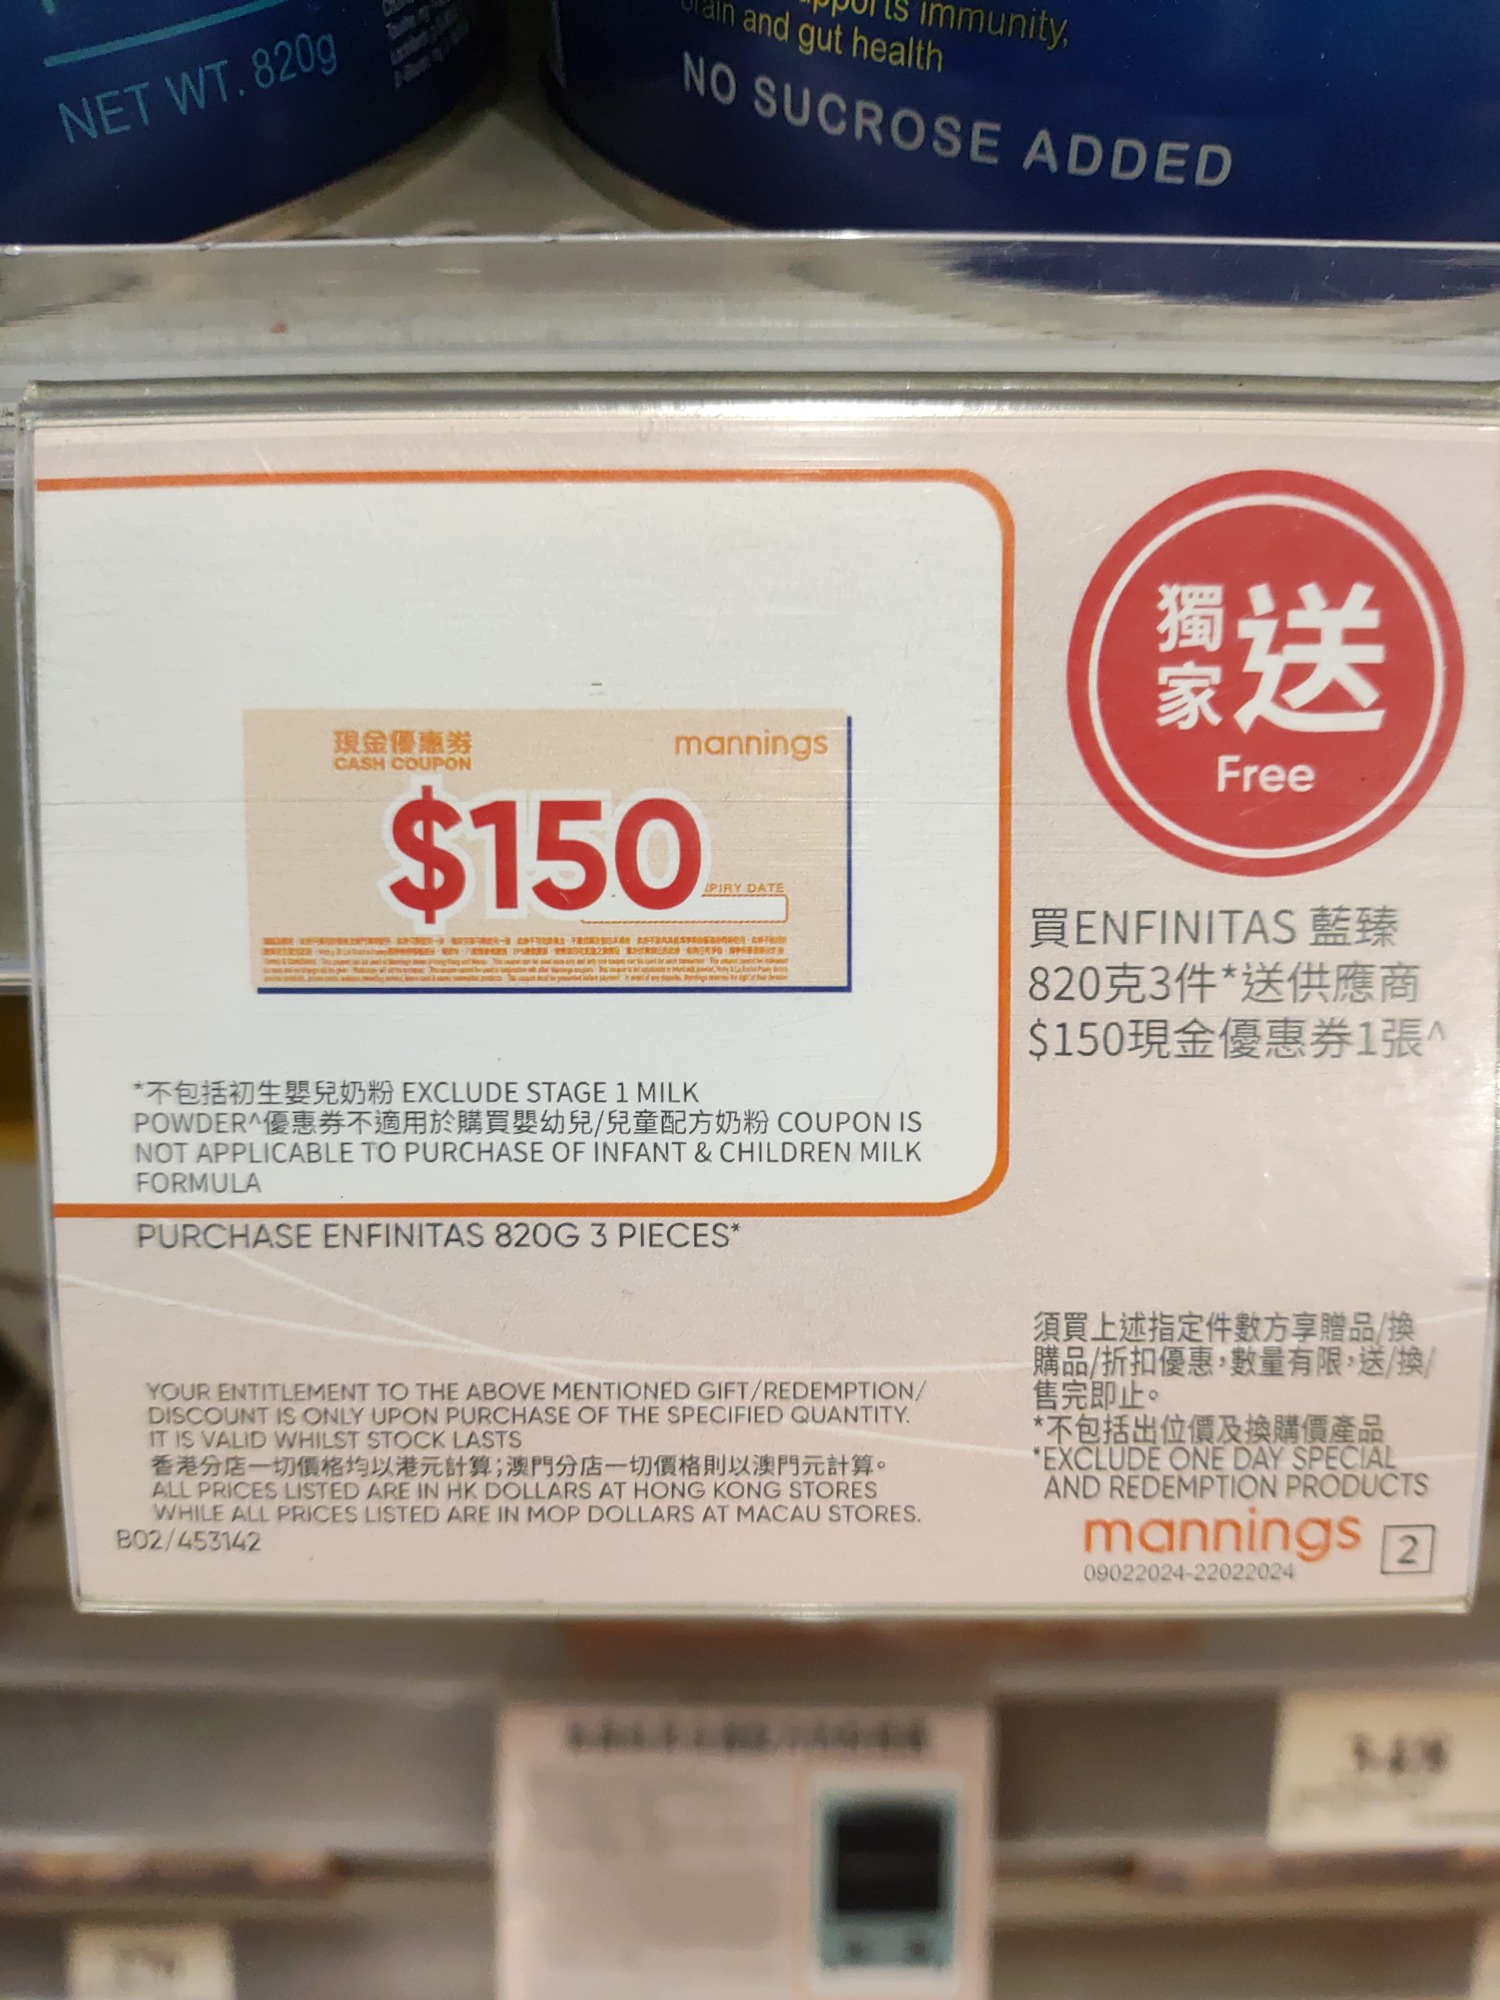 NET WT. 820g
supports immunity,
brain and gut health
NO SUCROSE ADDED
獨家送
Free
現金優惠券
CASH COUPON
mannings
$150
PIRY DATE
買ENFINITAS 藍臻
820克3件*送供應商
$150現金優惠券1張^
*不包括初生嬰兒奶粉 EXCLUDE STAGE 1 MILK
POWDER^優惠券不適用於購買嬰幼兒/兒童配方奶粉 COUPON IS
NOT APPLICABLE TO PURCHASE OF INFANT & CHILDREN MILK
FORMULA
PURCHASE ENFINITAS 820G 3 PIECES*
須買上述指定件數方享贈品/換
購品/折扣優惠,數量有限,送/換/
售完即止。
*不包括出位價及換購價產品
*EXCLUDE ONE DAY SPECIAL
AND REDEMPTION PRODUCTS
YOUR ENTITLEMENT TO THE ABOVE MENTIONED GIFT/REDEMPTION/
DISCOUNT IS ONLY UPON PURCHASE OF THE SPECIFIED QUANTITY.
IT IS VALID WHILST STOCK LASTS
香港分店一切價格均以港元計算;澳門分店一切價格則以澳門元計算。
ALL PRICES LISTED ARE IN HK DOLLARS AT HONG KONG STORES
WHILE ALL PRICES LISTED ARE IN MOP DOLLARS AT MACAU STORES.
B02/453142
mannings 2
09022024-22022024